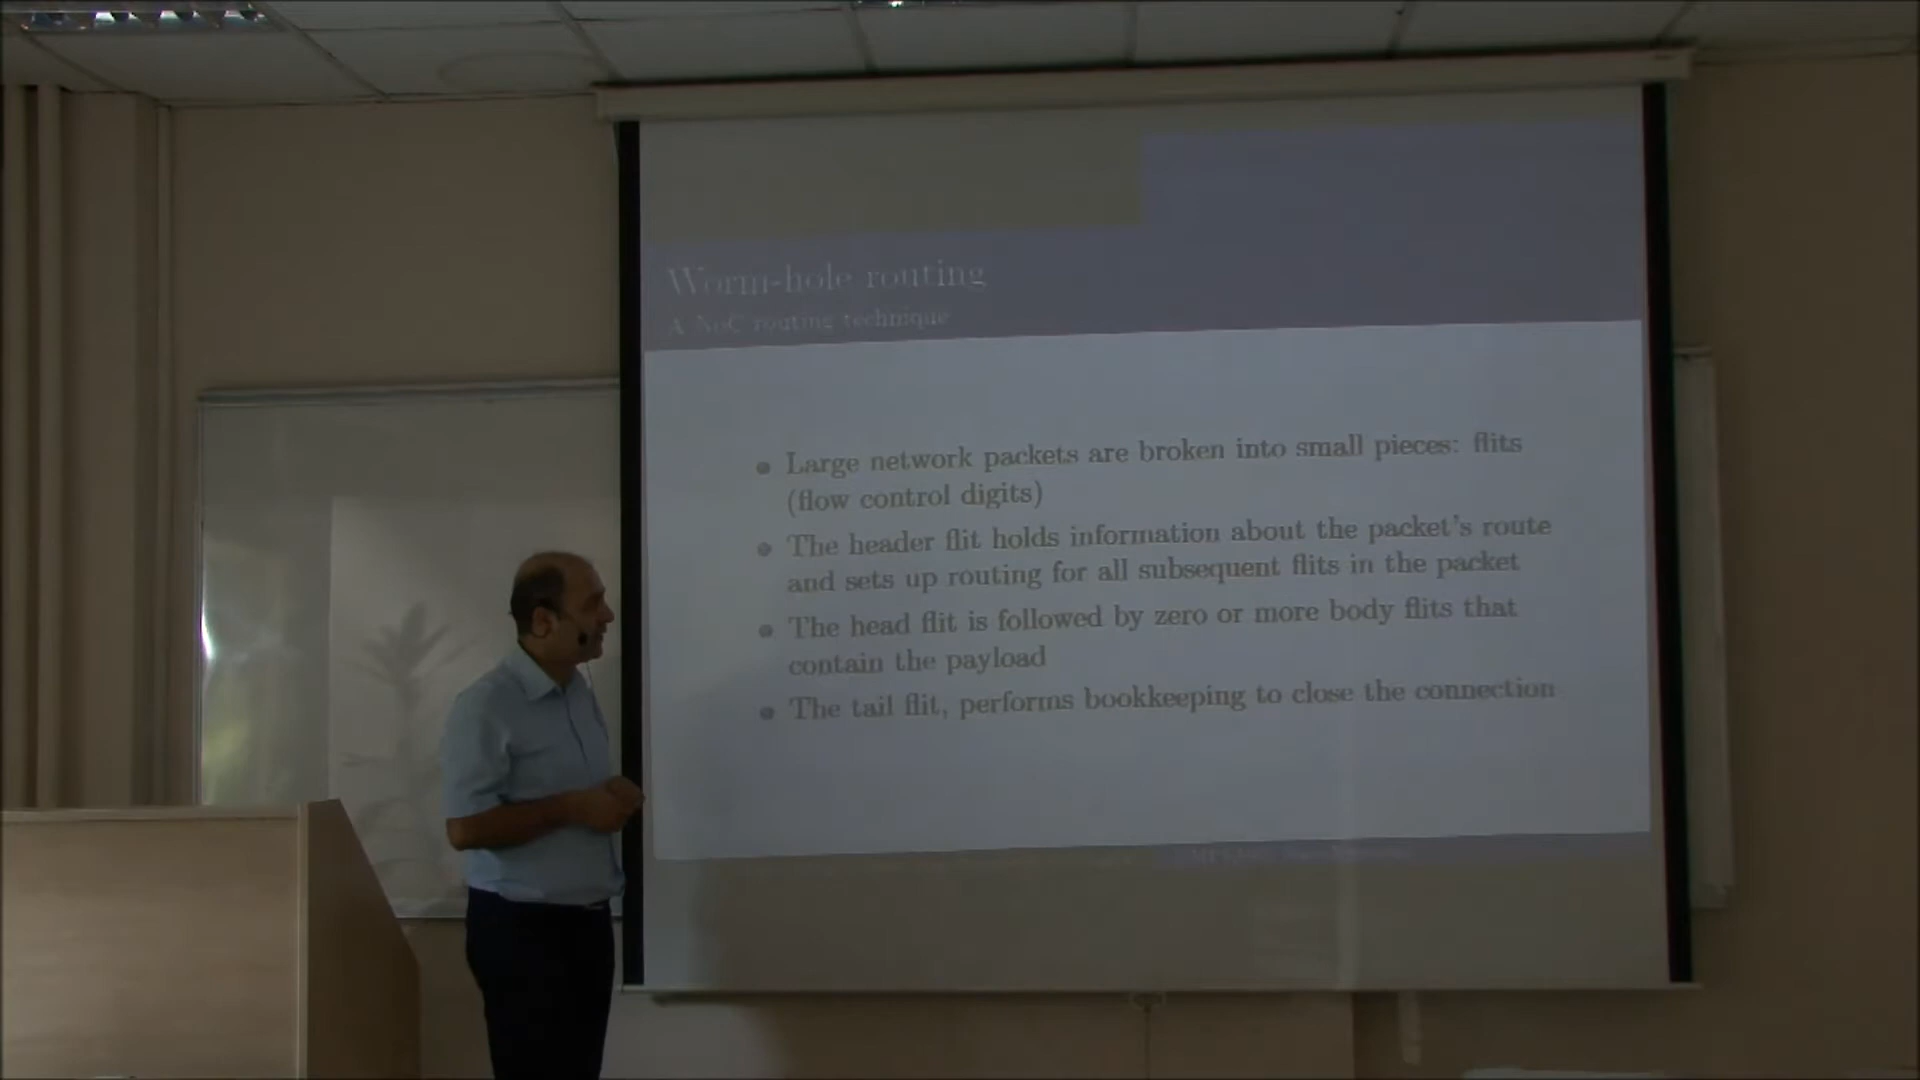 Worm-hole routing
A NoC routing technique
Large network packets are broken into small pieces: flits
(flow control digits)
The header flit holds information about the packet's route
and sets up routing for all subsequent flits in the packet
The head flit is followed by zero or more body flits that
contain the payload
The tail flit, performs bookkeeping to close the connection